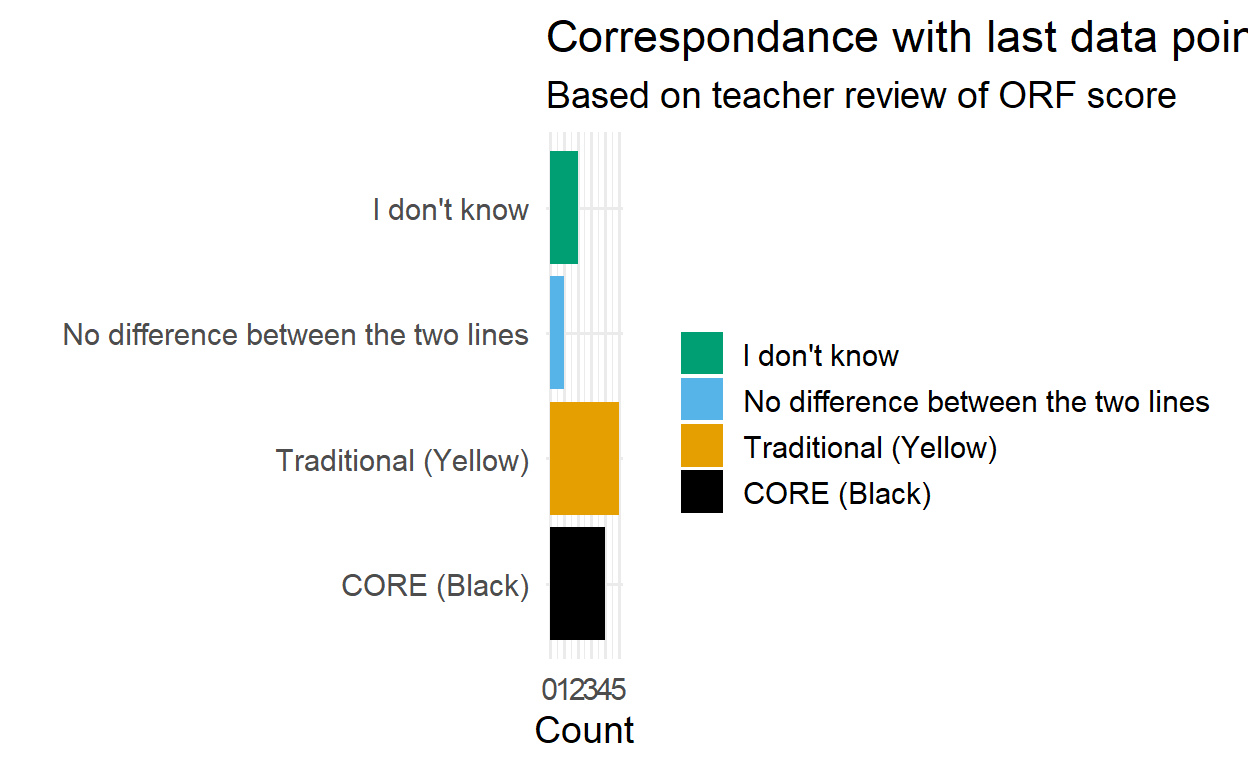 Correspondance with last data poin
Based on teacher review of ORF score
I don't know
No difference between the two lines
Traditional (Yellow)
CORE (Black)
012345
Count
I don't know
No difference between the two lines
Traditional (Yellow)
CORE (Black)